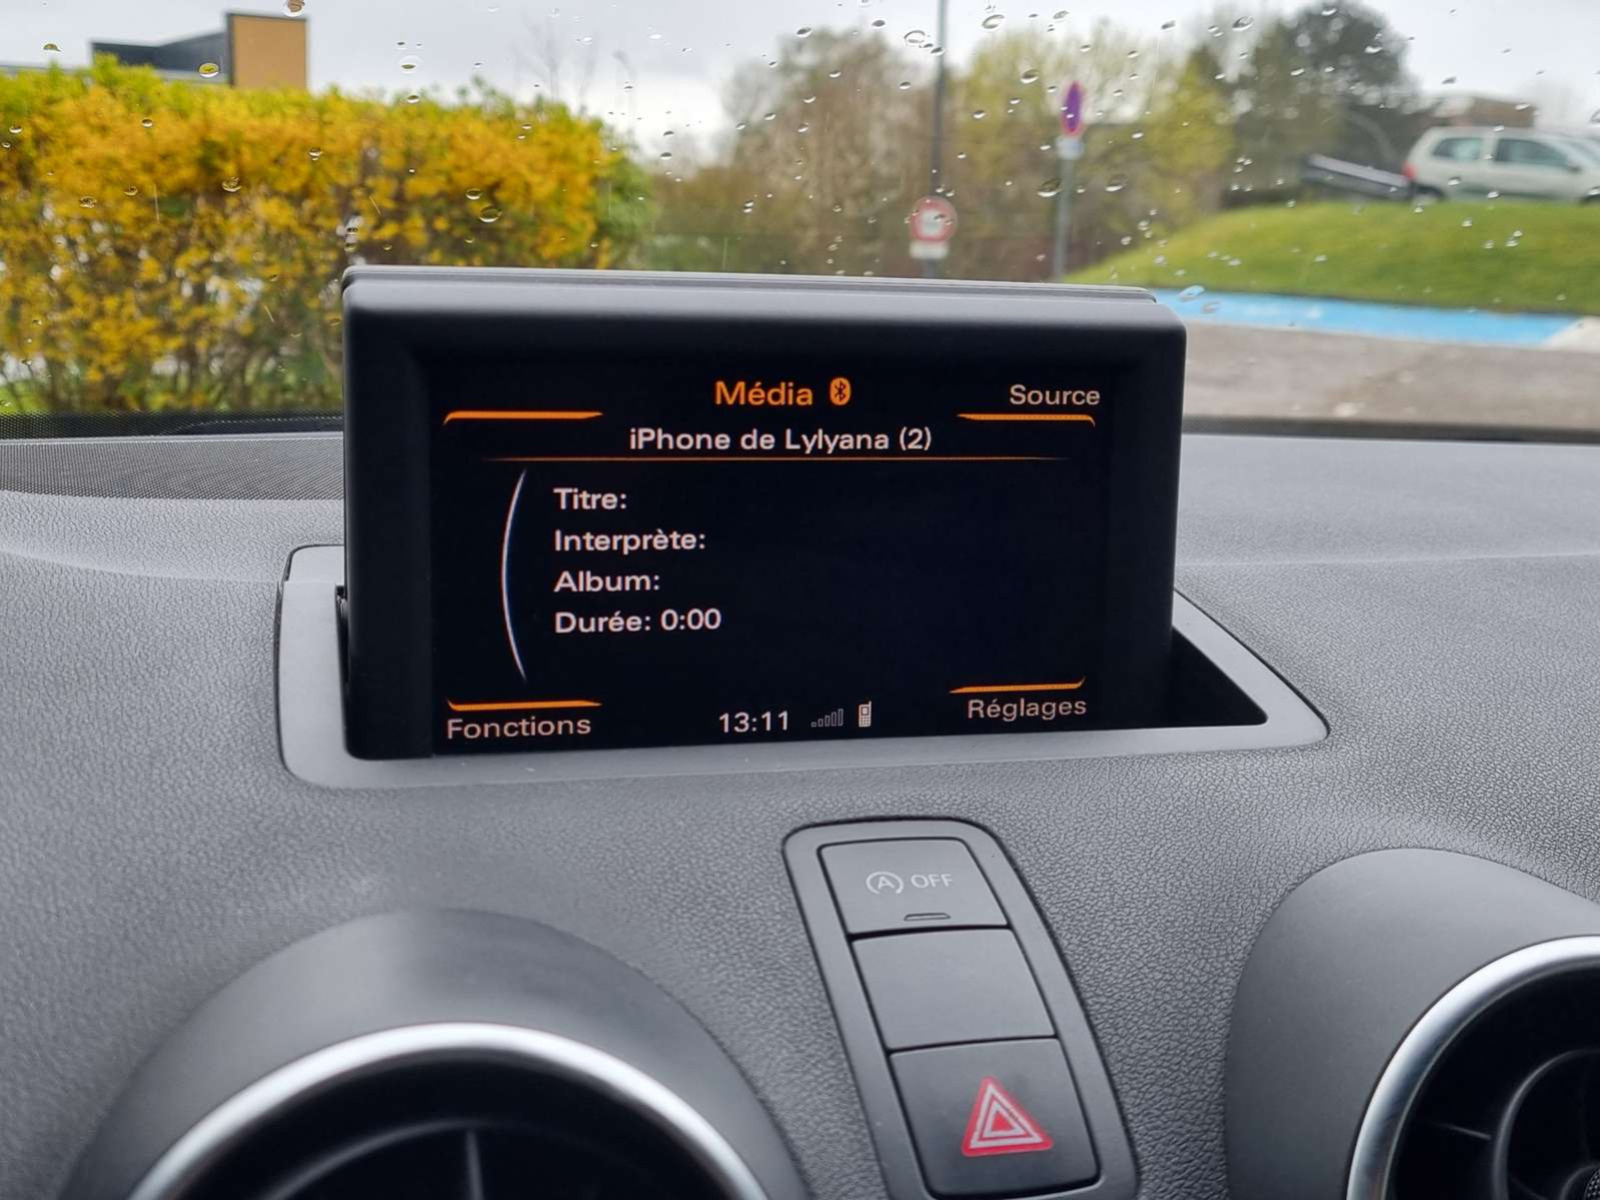 Média
Source
iPhone de Lylyana (2)
Titre:
Interprète:
Album:
Durée: 0:00
Fonctions
13:11
Réglages
A OFF